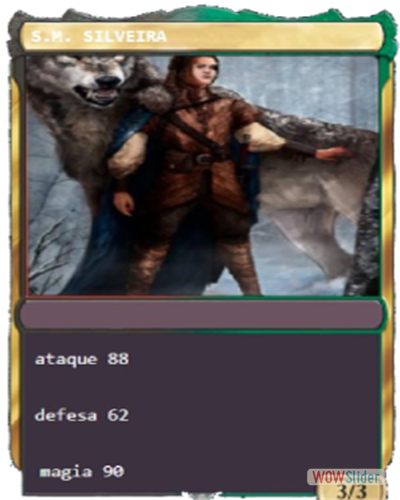 S.M. SILVEIRA
ataque 88
defesa 62
magia 90
WOWSlider
3/3